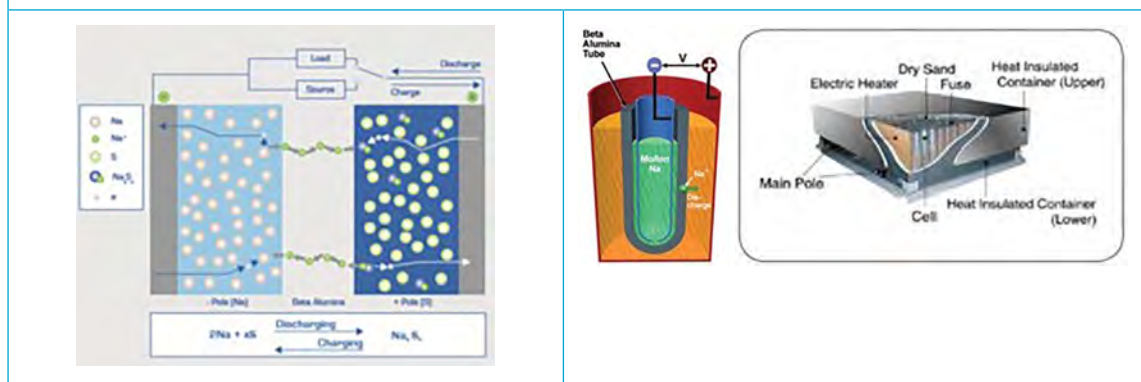 Load
Source
Discharge
Charge
Na
Na⁺
S
Na₂Sₓ
e
- Pole [Na]
Beta Alumina
+ Pole [S]
2Na + xS
Discharging
Charging
Na₂ Sₓ
Beta
Alumina
Tube
-
V
+
Molten
Na
Na⁺
Dis-
charge
Electric Heater
Dry Sand
Fuse
Heat Insulated
Container (Upper)
Main Pole
Cell
Heat Insulated Container
(Lower)